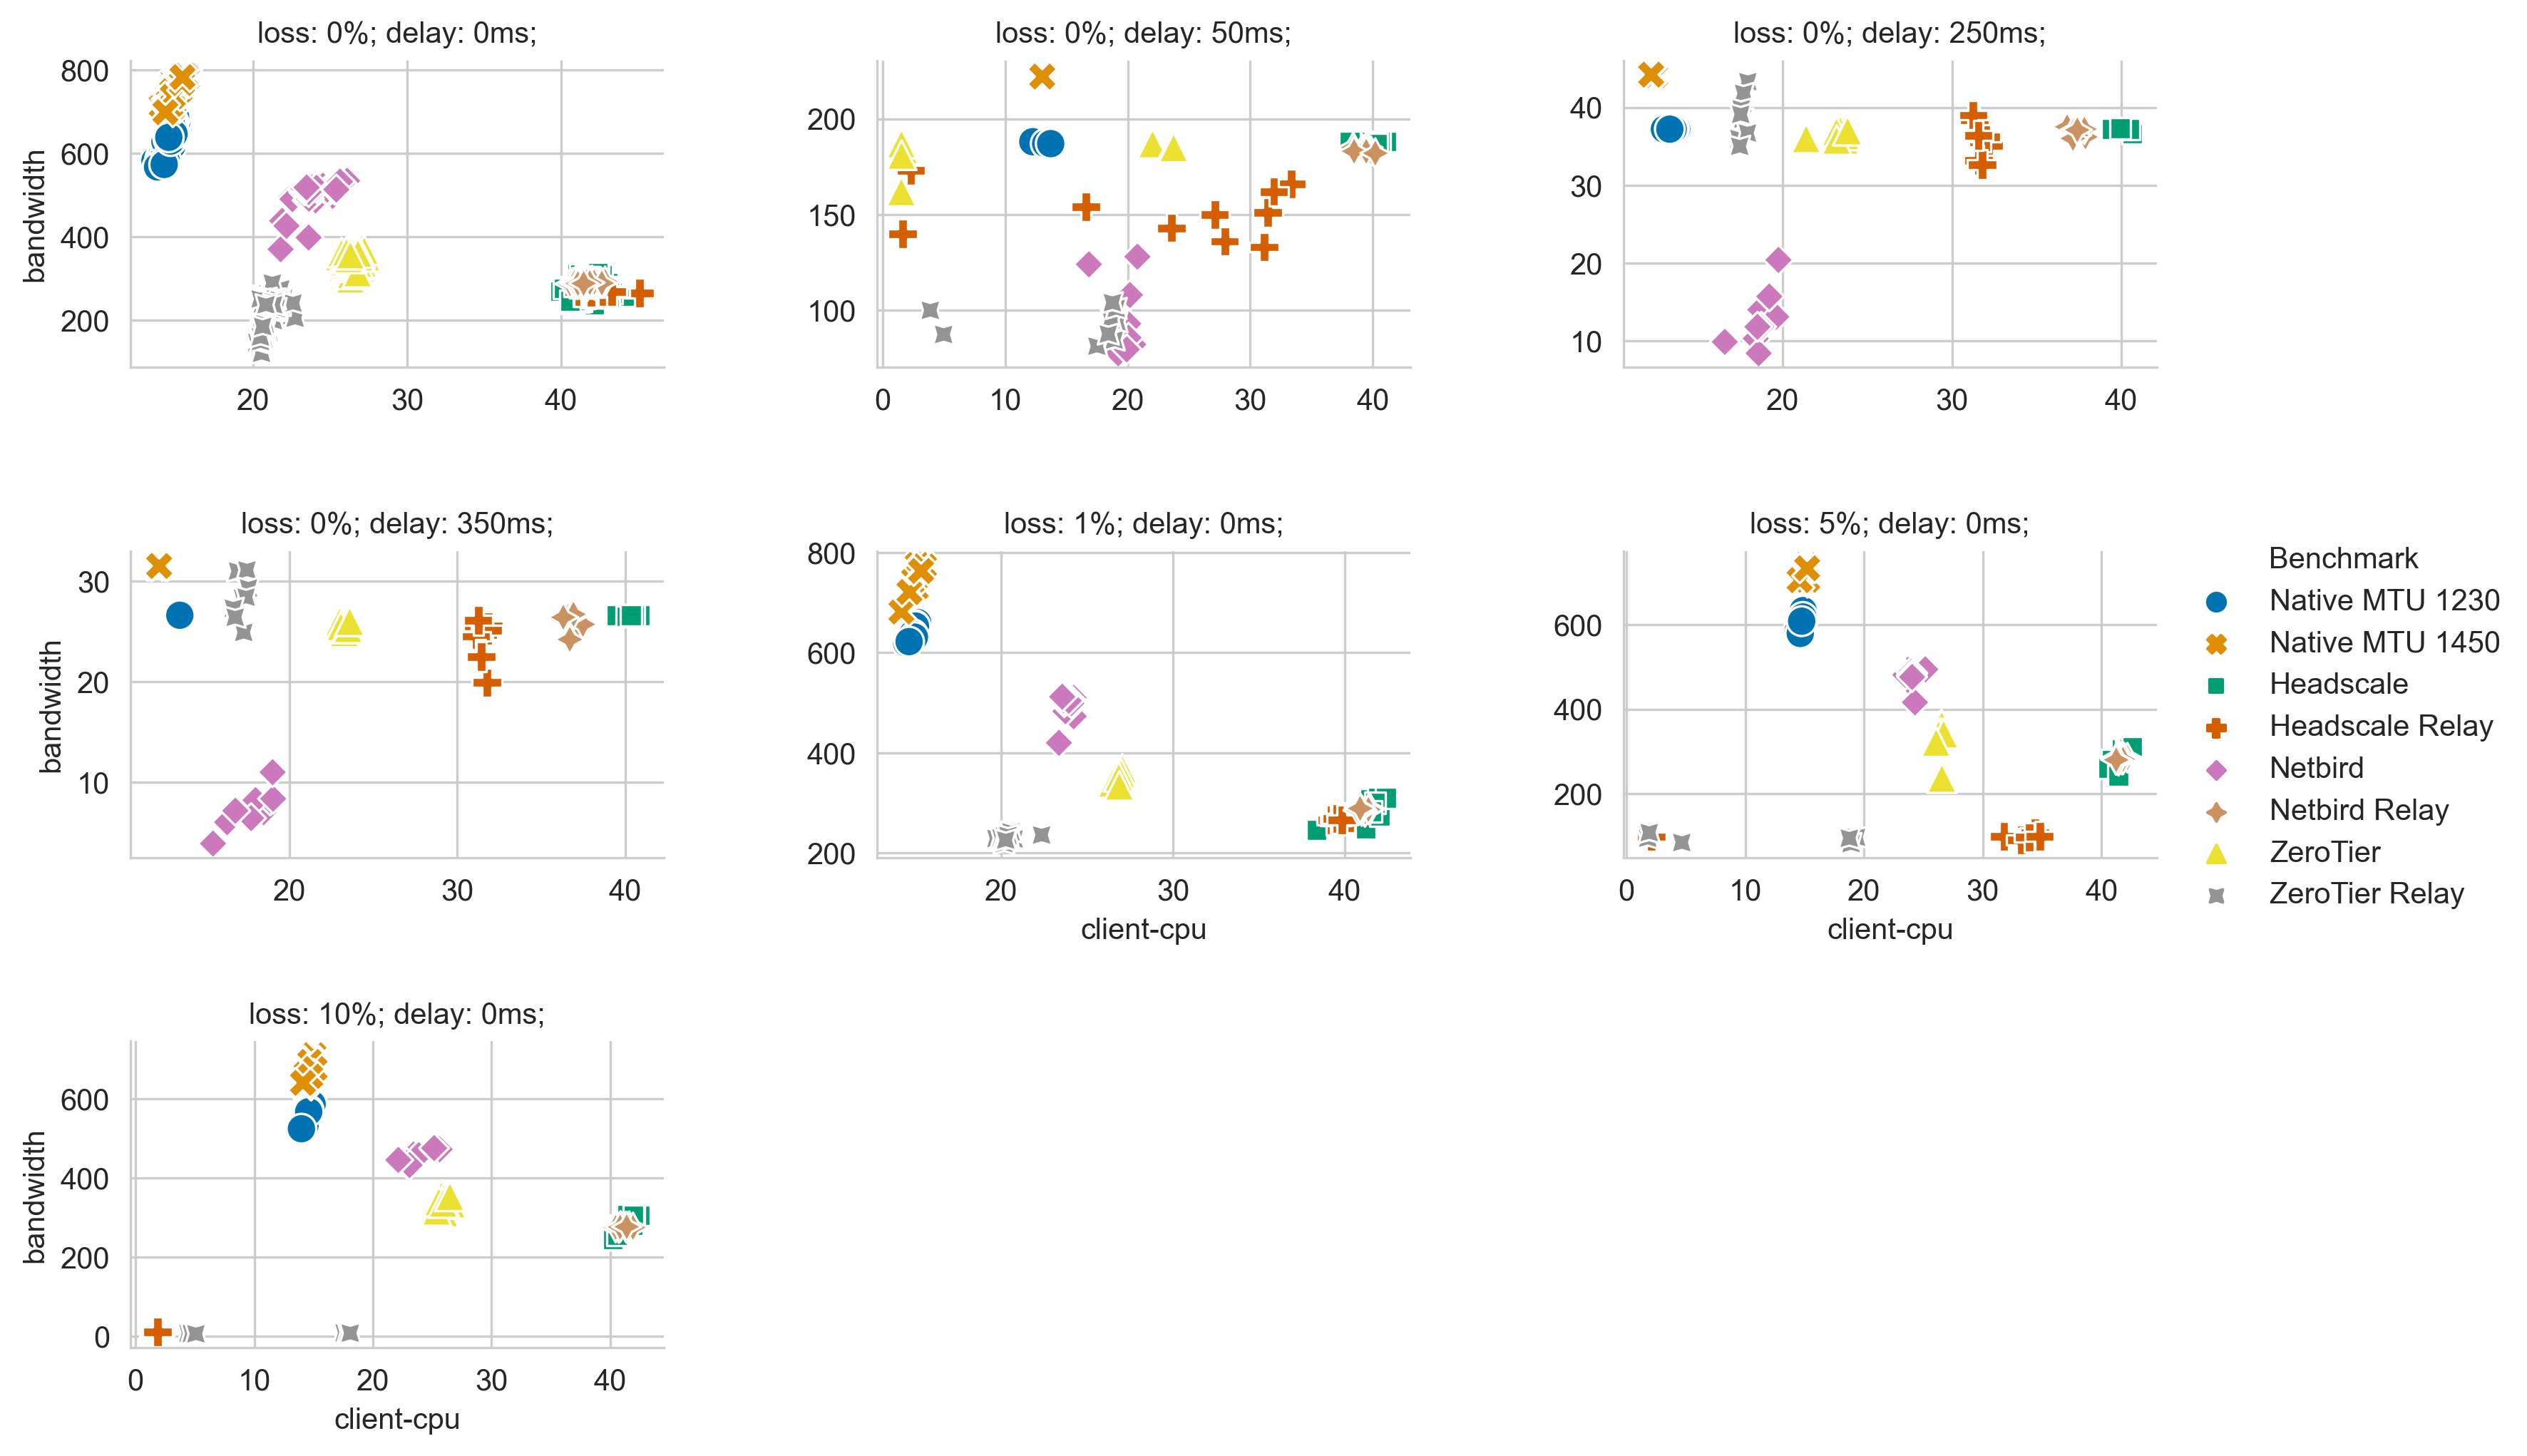 loss: 0%; delay: 0ms;
800
600
400
200
bandwidth
20 30 40
loss: 0%; delay: 50ms;
200
150
100
0 10 20 30 40
loss: 0%; delay: 250ms;
40
30
20
10
20 30 40
loss: 0%; delay: 350ms;
30
20
10
bandwidth
20 30 40
loss: 1%; delay: 0ms;
800
600
400
200
20 30 40
client-cpu
loss: 5%; delay: 0ms;
600
400
200
0 10 20 30 40
client-cpu
Benchmark
Native MTU 1230
Native MTU 1450
Headscale
Headscale Relay
Netbird
Netbird Relay
ZeroTier
ZeroTier Relay
loss: 10%; delay: 0ms;
600
400
200
0
bandwidth
0 10 20 30 40
client-cpu